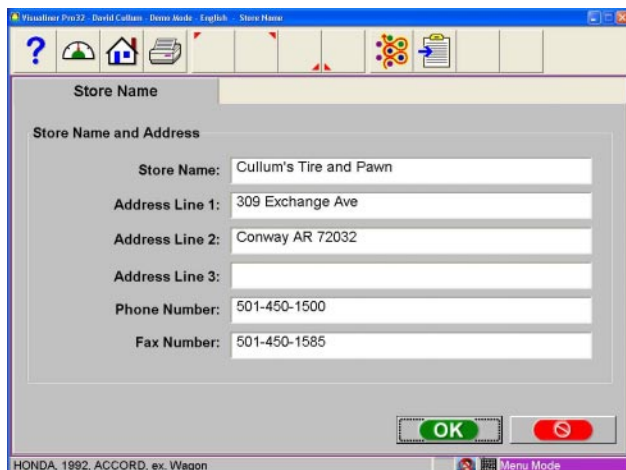 Visualiner Pro32 - David Cullum - Demo Mode - English - Store Name
?
Store Name
Store Name and Address
Store Name: Cullum's Tire and Pawn
Address Line 1: 309 Exchange Ave
Address Line 2: Conway AR 72032
Address Line 3:
Phone Number: 501-450-1500
Fax Number: 501-450-1585
OK
HONDA, 1992, ACCORD, ex. Wagon Menu Mode